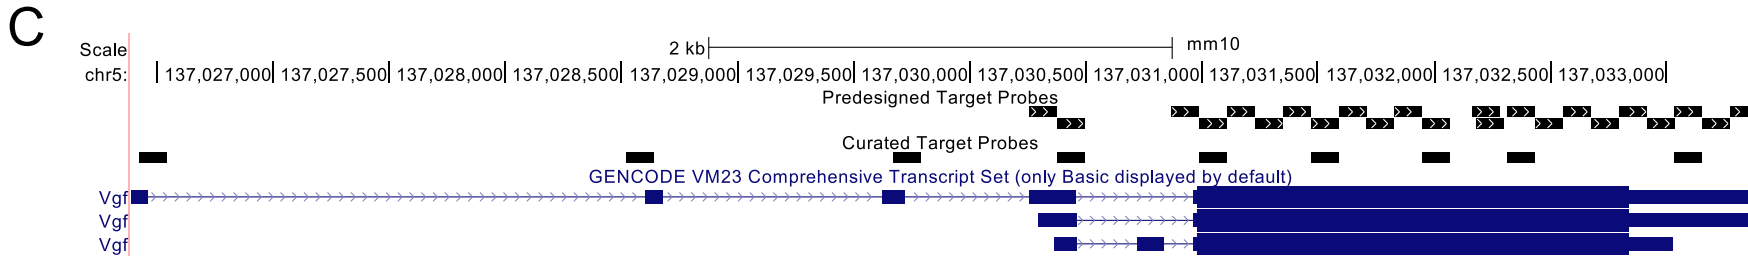 C
Scale 2 kb mm10
chr5: 137,027,000 137,027,500 137,028,000 137,028,500 137,029,000 137,029,500 137,030,000 137,030,500 137,031,000 137,031,500 137,032,000 137,032,500 137,033,000
Predesigned Target Probes
Curated Target Probes
GENCODE VM23 Comprehensive Transcript Set (only Basic displayed by default)
Vgf
Vgf
Vgf